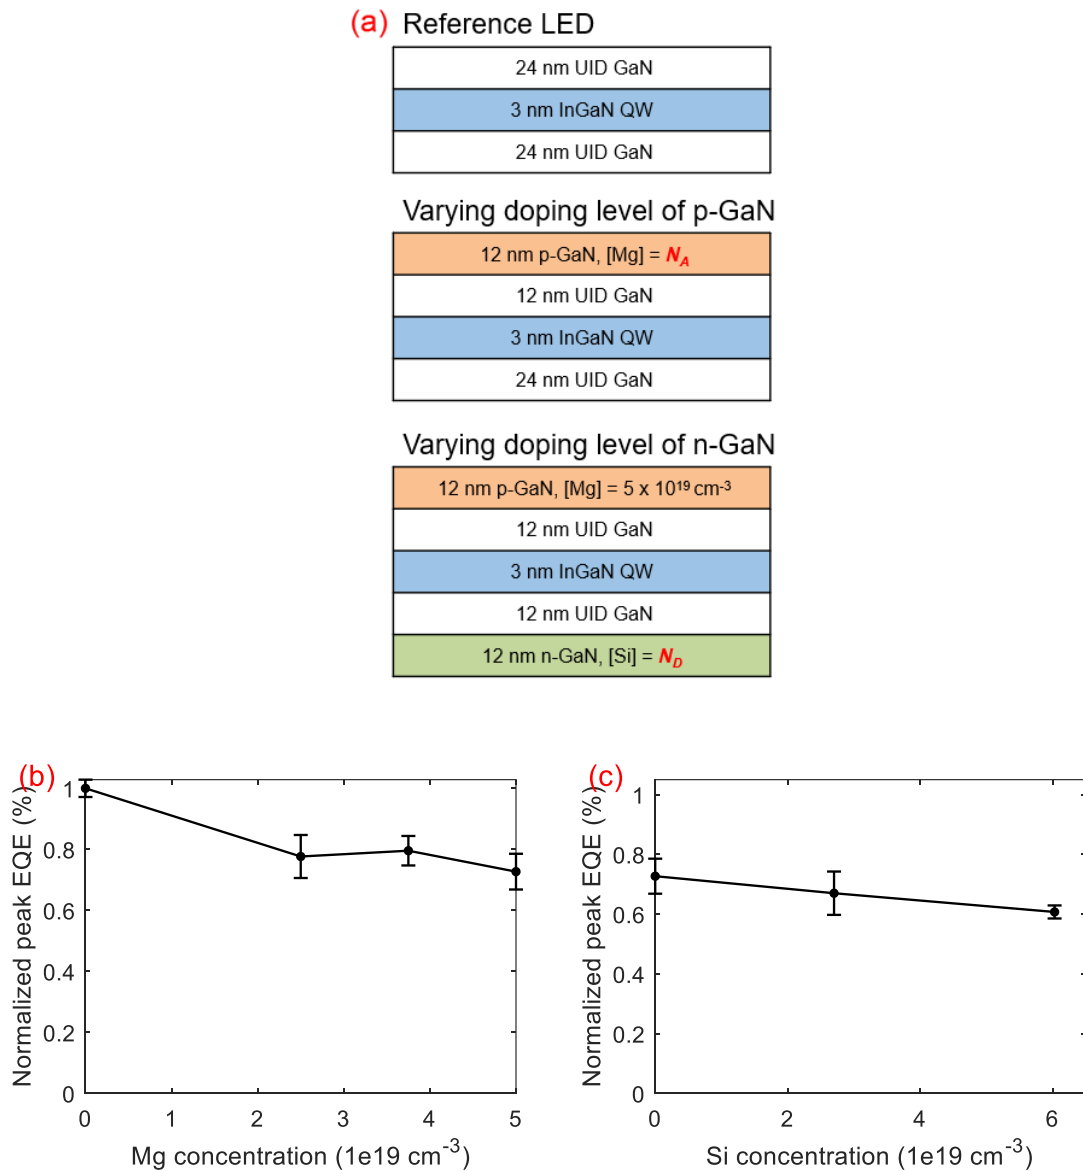 (a) Reference LED
24 nm UID GaN
3 nm InGaN QW
24 nm UID GaN
Varying doping level of p-GaN
12 nm p-GaN, [Mg] = N_A
12 nm UID GaN
3 nm InGaN QW
24 nm UID GaN
Varying doping level of n-GaN
12 nm p-GaN, [Mg] = 5 x 10¹⁹ cm⁻³
12 nm UID GaN
3 nm InGaN QW
12 nm UID GaN
12 nm n-GaN, [Si] = N_D
(b)
Normalized peak EQE (%)
1
0.8
0.6
0.4
0.2
0
0 1 2 3 4 5
Mg concentration (1e19 cm⁻³)
(c)
Normalized peak EQE (%)
1
0.8
0.6
0.4
0.2
0
0 2 4 6
Si concentration (1e19 cm⁻³)